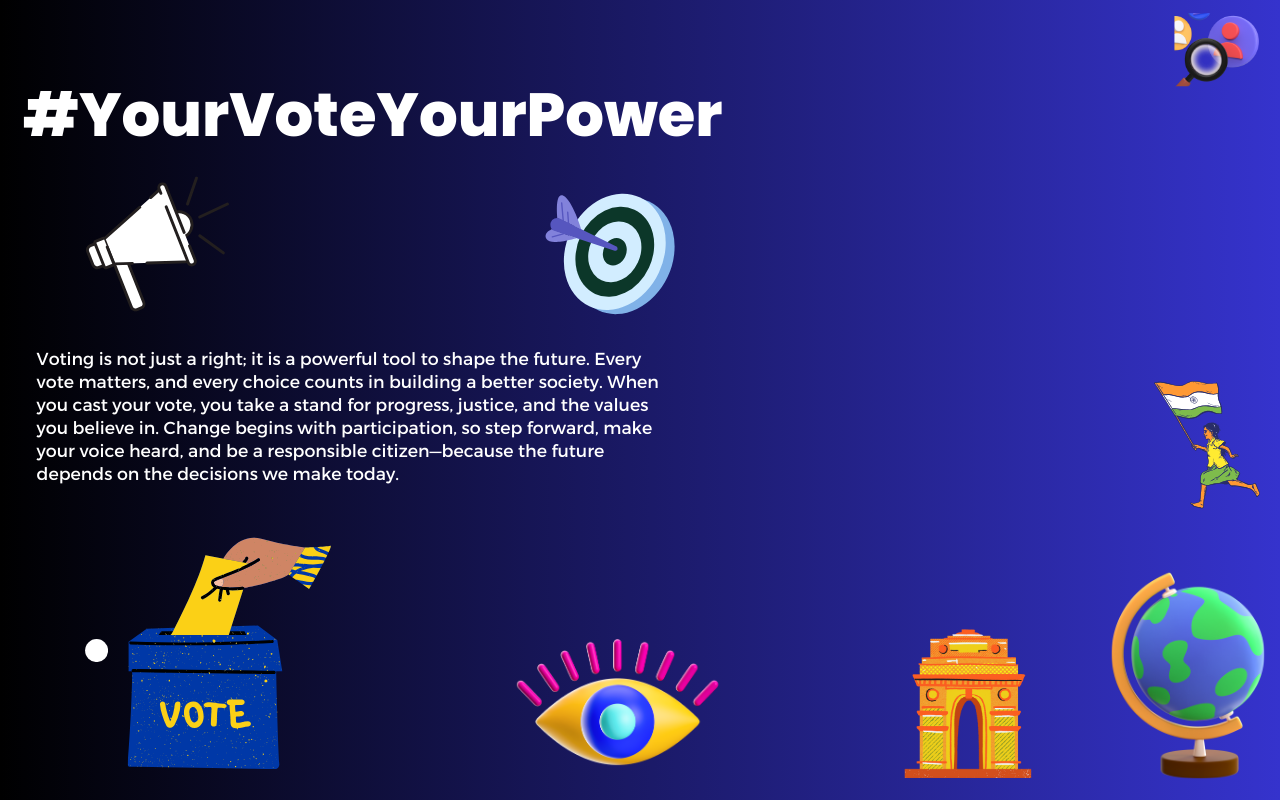 #YourVoteYourPower
Voting is not just a right; it is a powerful tool to shape the future. Every
vote matters, and every choice counts in building a better society. When
you cast your vote, you take a stand for progress, justice, and the values
you believe in. Change begins with participation, so step forward, make
your voice heard, and be a responsible citizen—because the future
depends on the decisions we make today.
VOTE